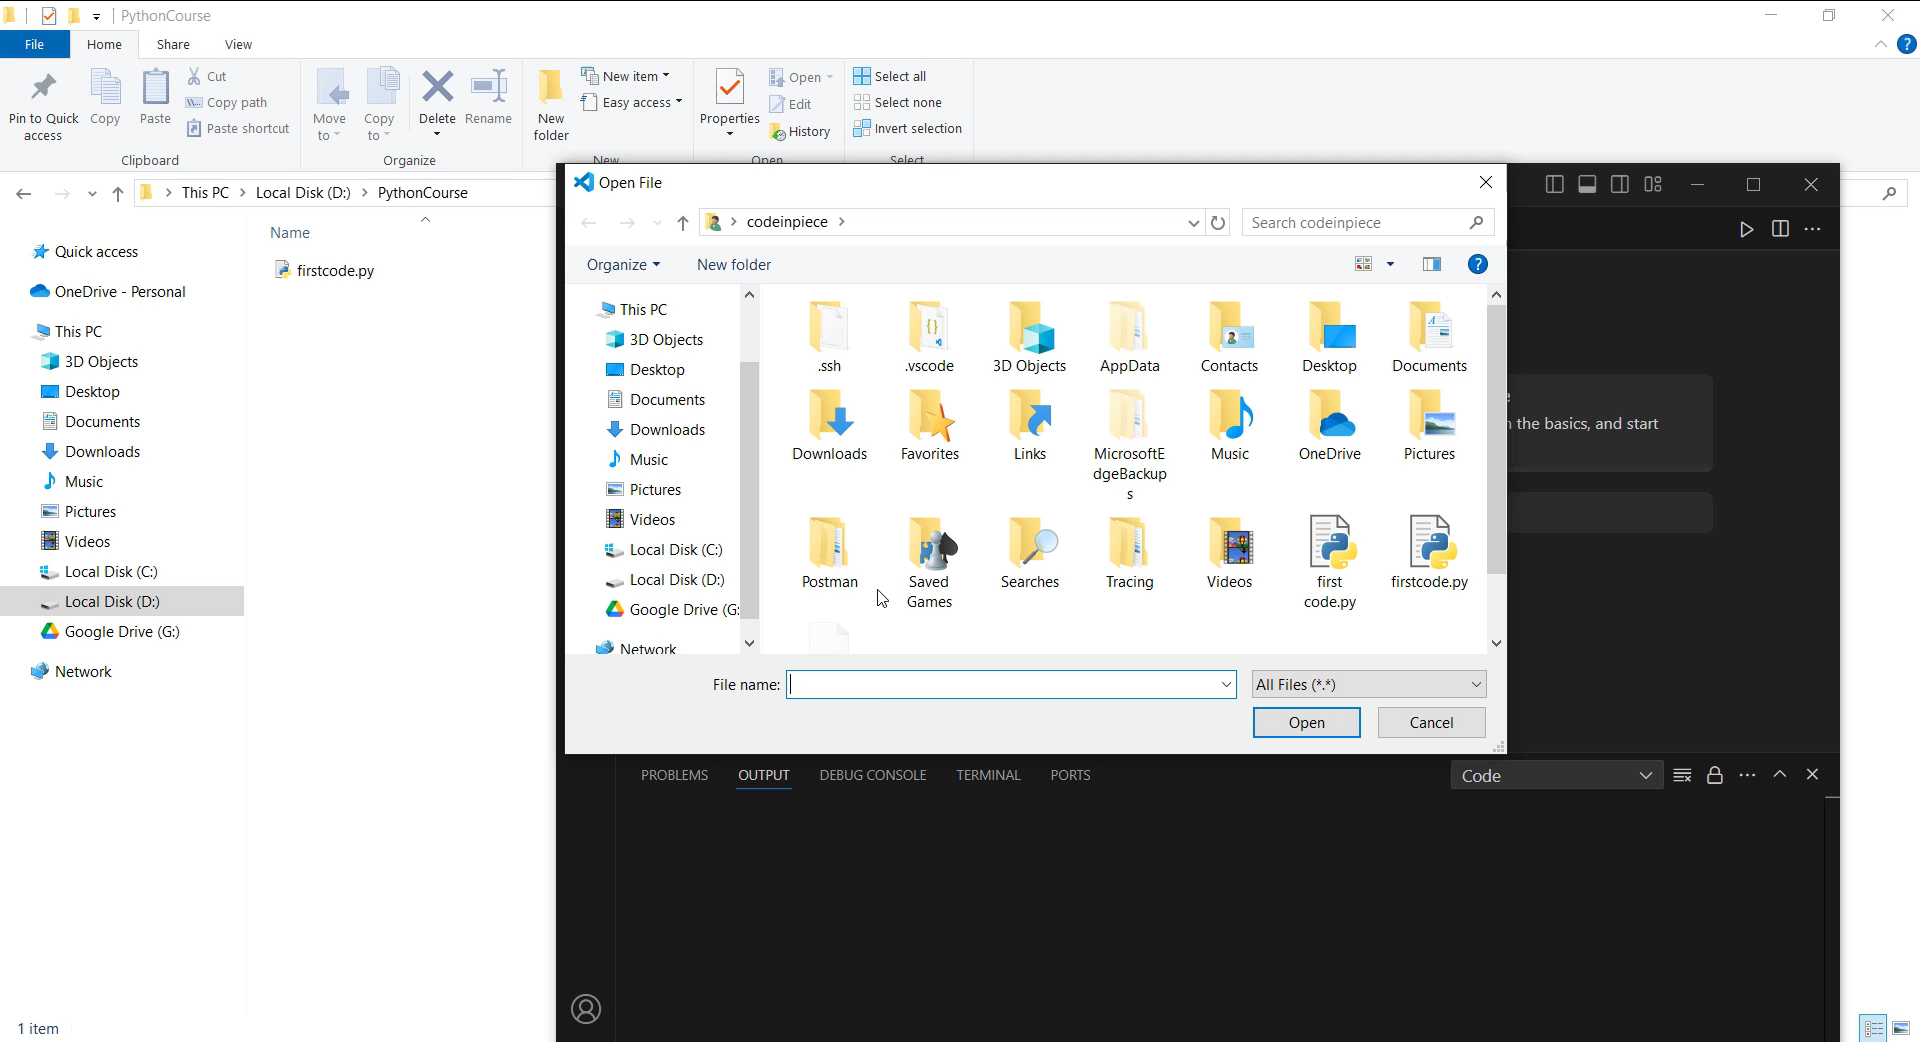 PythonCourse
File Home Share View
Pin to Quick access
Copy
Paste
Cut
Copy path
Paste shortcut
Clipboard
Move to
Copy to
Delete
Rename
Organize
New folder
New item
Easy access
New
Properties
Open
Edit
History
Open
Select all
Select none
Invert selection
Select
This PC > Local Disk (D:) > PythonCourse
Name
firstcode.py
Quick access
OneDrive - Personal
This PC
3D Objects
Desktop
Documents
Downloads
Music
Pictures
Videos
Local Disk (C:)
Local Disk (D:)
Google Drive (G:)
Network
1 item
Open File
codeinpiece
Search codeinpiece
Organize New folder
This PC
3D Objects
Desktop
Documents
Downloads
Music
Pictures
Videos
Local Disk (C:)
Local Disk (D:)
Google Drive (G:
Network
.ssh .vscode 3D Objects AppData Contacts Desktop Documents
Downloads Favorites Links MicrosoftE
dgeBackup
s
Music OneDrive Pictures
Postman Saved
Games
Searches Tracing Videos first
code.py
firstcode.py
File name: All Files (*.*)
Open Cancel
the basics, and start
PROBLEMS OUTPUT DEBUG CONSOLE TERMINAL PORTS
Code